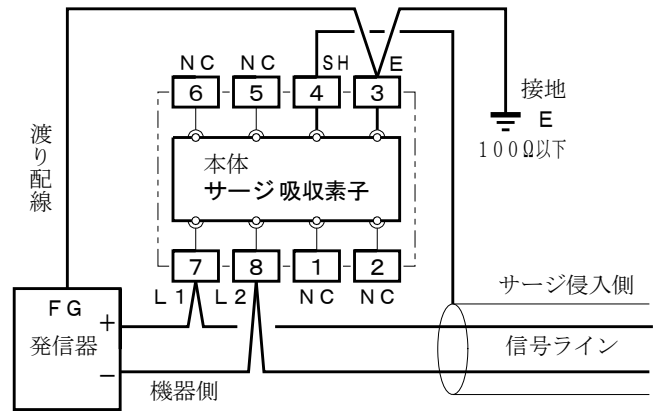 NC NC SH E
6 5 4 3
接地
E
100Ω以下
渡り配線
本体
サージ吸収素子
7 8 1 2
L1 L2 NC NC
サージ侵入側
FG
+
発信器
信号ライン
−
機器側